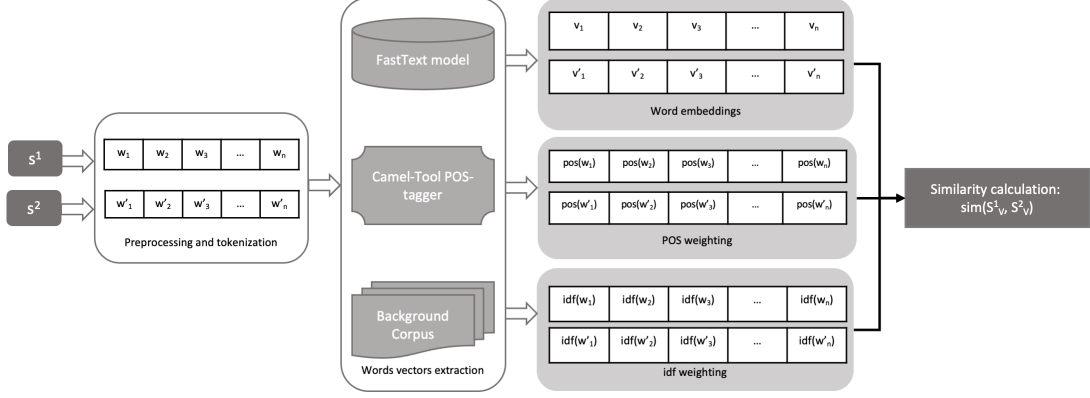 S¹
S²
w₁ w₂ w₃ ... wₙ
w'₁ w'₂ w'₃ ... w'ₙ
Preprocessing and tokenization
FastText model
Camel-Tool POS-
tagger
Background
Corpus
Words vectors extraction
v₁ v₂ v₃ ... vₙ
v'₁ v'₂ v'₃ ... v'ₙ
Word embeddings
pos(w₁) pos(w₂) pos(w₃) ... pos(wₙ)
pos(w'₁) pos(w'₂) pos(w'₃) ... pos(w'ₙ)
POS weighting
idf(w₁) idf(w₂) idf(w₃) ... idf(wₙ)
idf(w'₁) idf(w'₂) idf(w'₃) ... idf(w'ₙ)
idf weighting
Similarity calculation:
sim(S¹ᵥ, S²ᵥ)